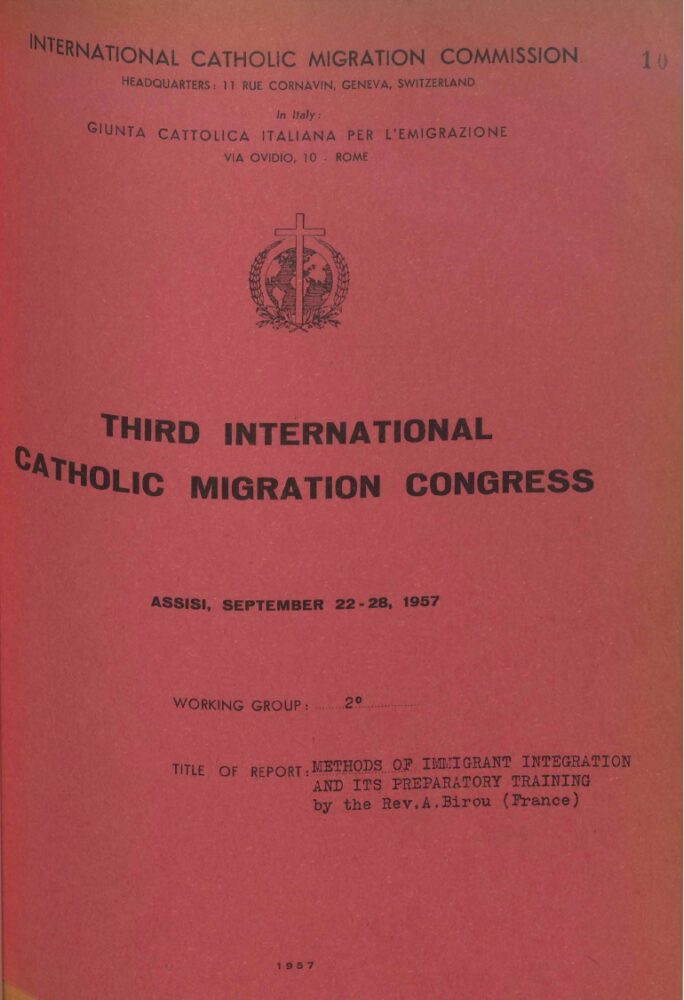 INTERNATIONAL CATHOLIC MIGRATION COMMISSION
10
HEADQUARTERS: 11 RUE CORNAVIN, GENEVA, SWITZERLAND
In Italy:
GIUNTA CATTOLICA ITALIANA PER L'EMIGRAZIONE
VIA OVIDIO, 10 - ROME
THIRD INTERNATIONAL
CATHOLIC MIGRATION CONGRESS
ASSISI, SEPTEMBER 22-28, 1957
WORKING GROUP: 2º
TITLE OF REPORT: METHODS OF IMMIGRANT INTEGRATION
AND ITS PREPARATORY TRAINING
by the Rev.A.Birou (France)
1957